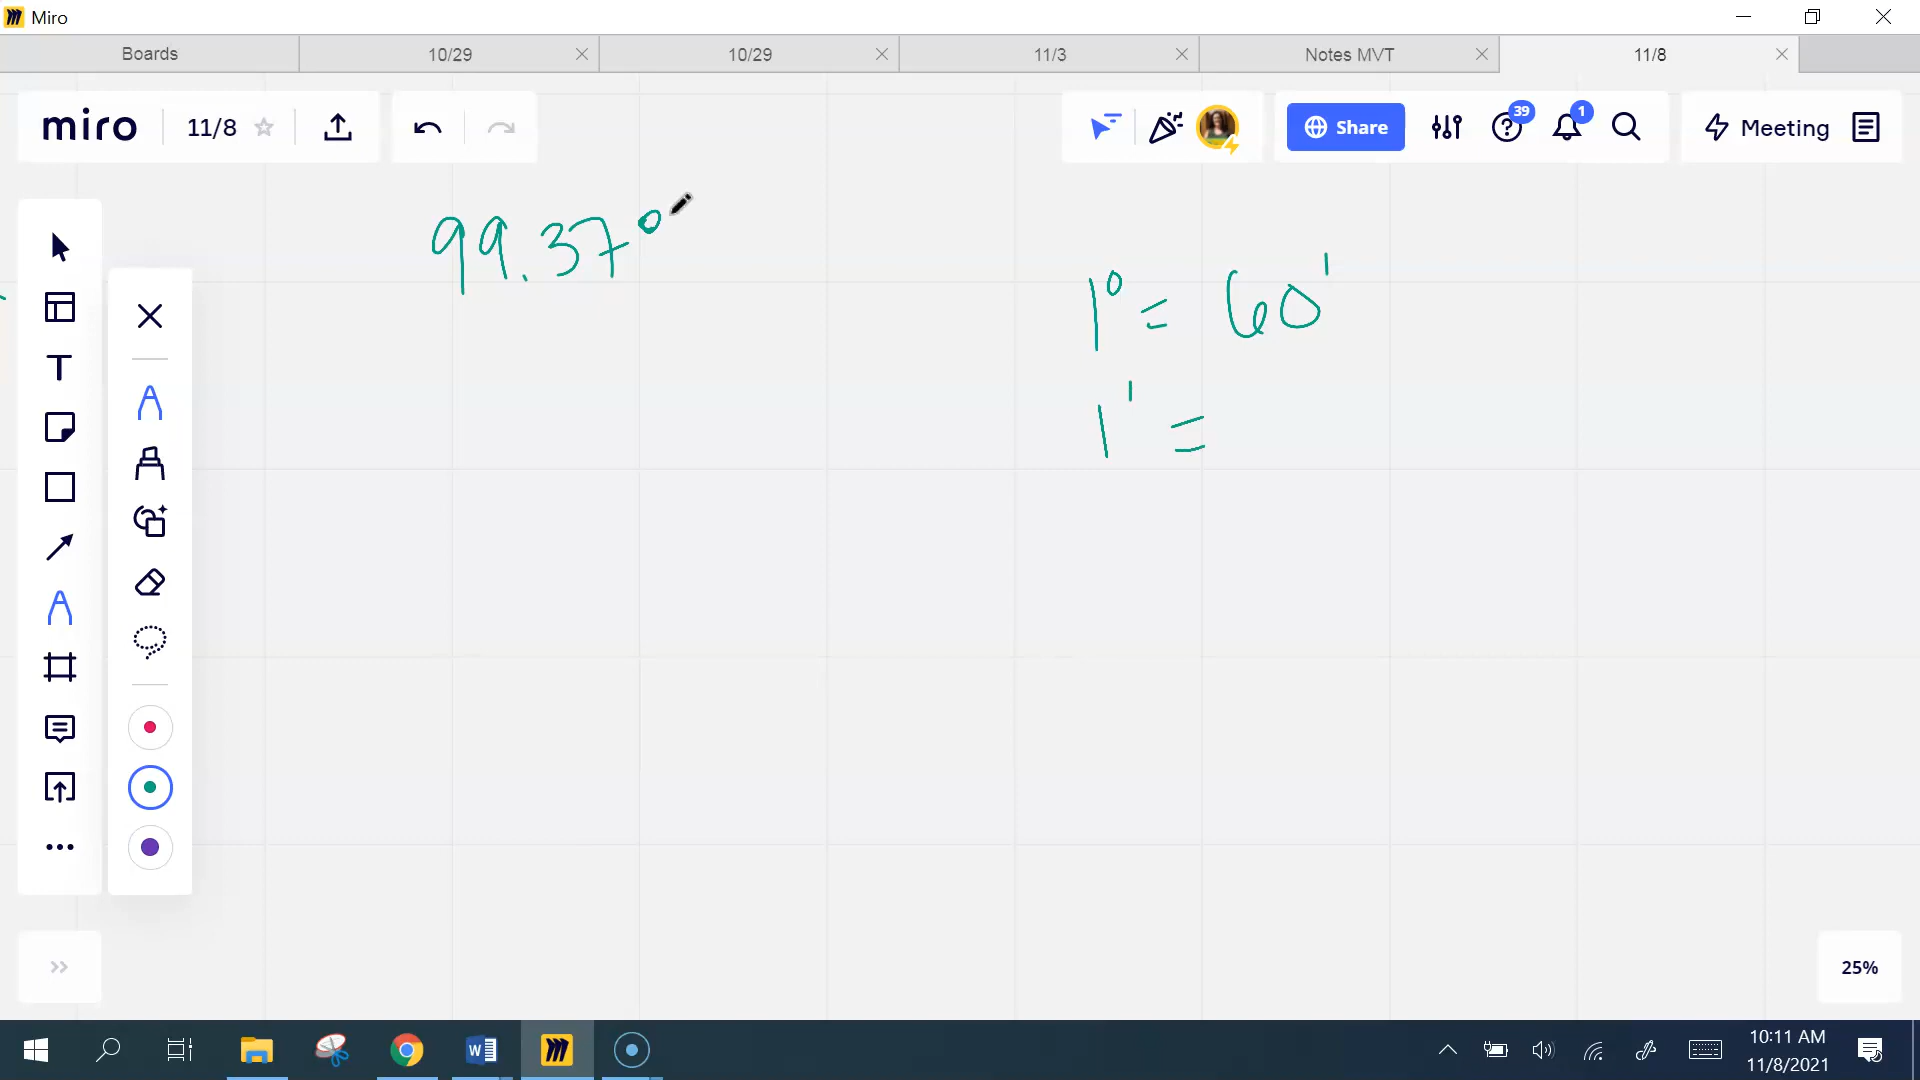 Miro
Boards
10/29
10/29
11/3
Notes MVT
11/8
miro
11/8
Share
39
1
Meeting
99.37°
1° = 60'
1' =
T
25%
10:11 AM
11/8/2021